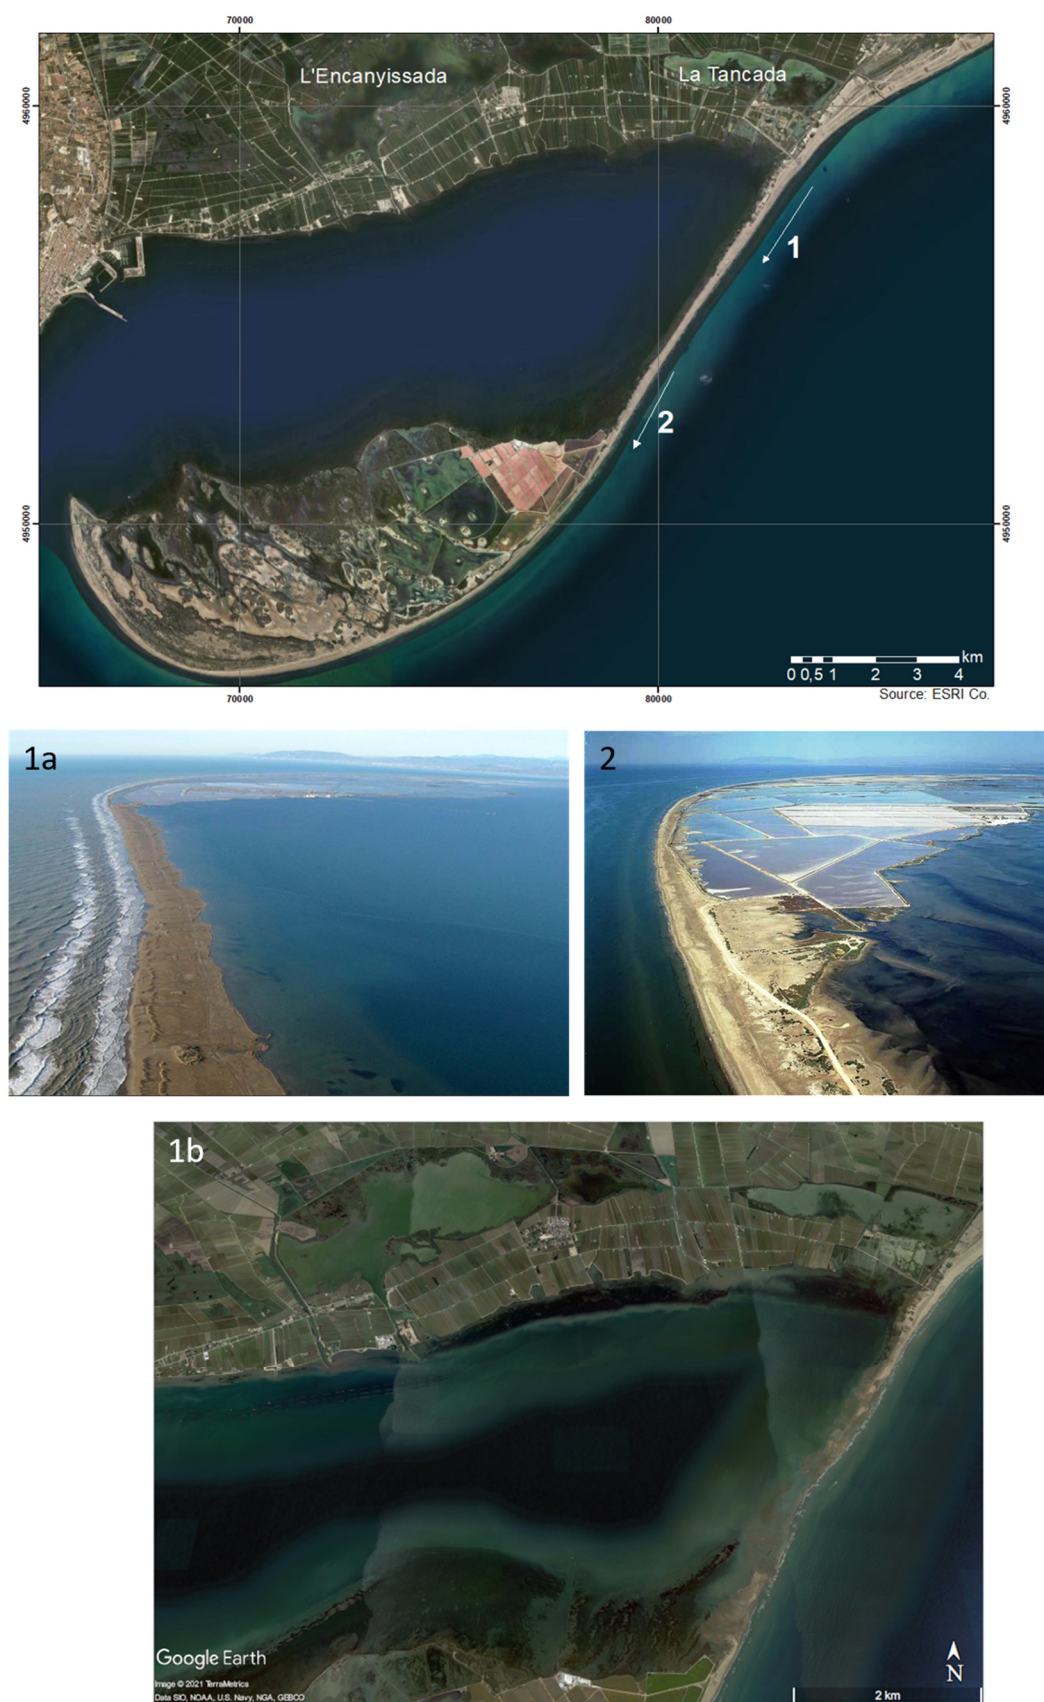 70000 80000
L'Encanyissada
La Tancada
4960000 4960000
1
2
4950000 4950000
km
0 0,5 1 2 3 4
70000 80000
Source: ESRI Co.
1a
2
1b
Google Earth
Image © 2021 TerraMetrics
Data SIO, NOAA, U.S. Navy, NGA, GEBCO
N
2 km